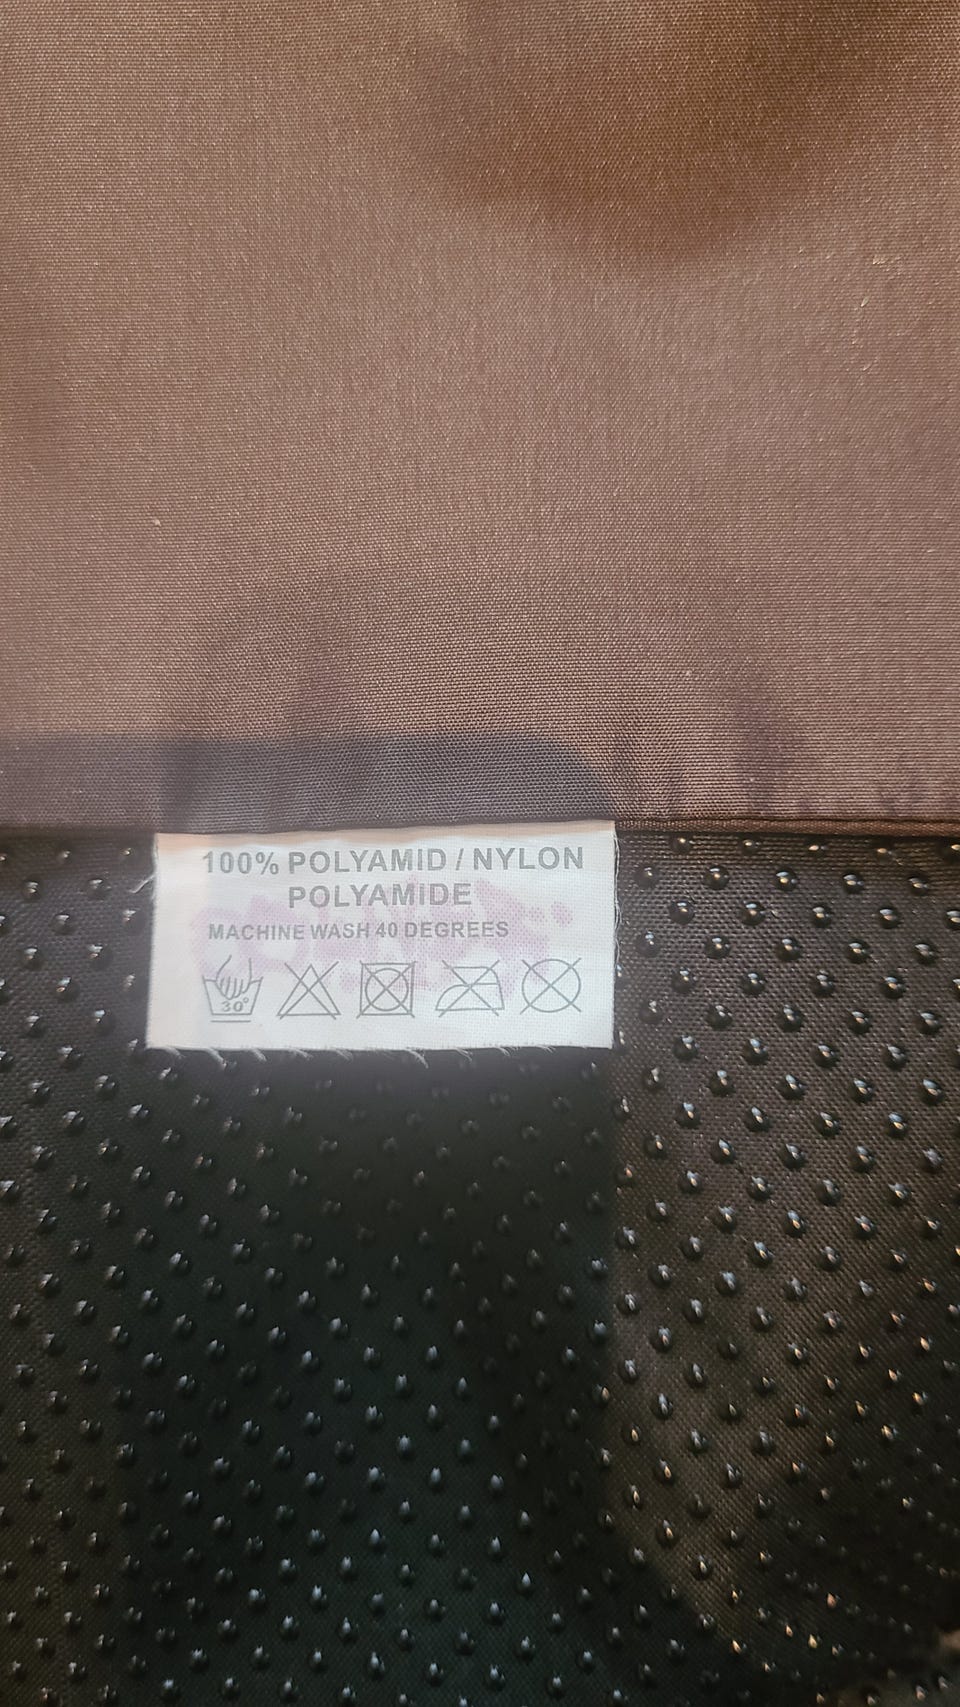 100% POLYAMID / NYLON
POLYAMIDE
MACHINE WASH 40 DEGREES
30°